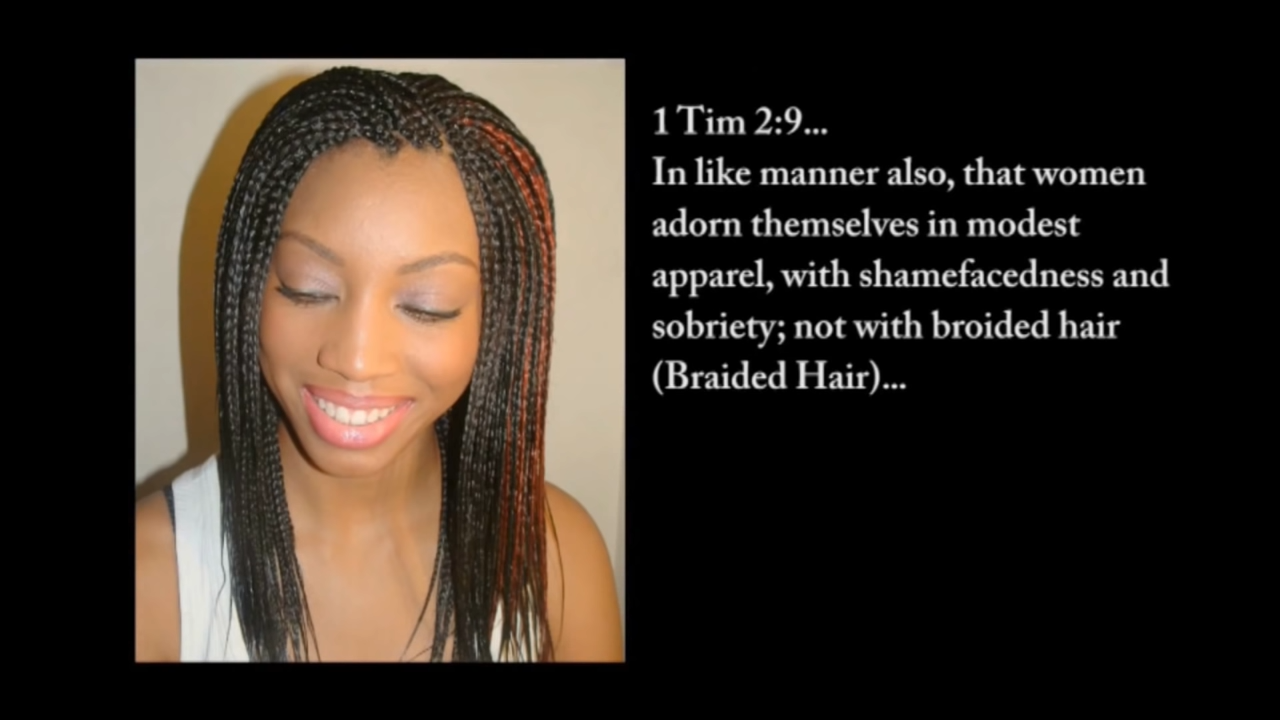 1 Tim 2:9...
In like manner also, that women
adorn themselves in modest
apparel, with shamefacedness and
sobriety; not with broided hair
(Braided Hair)...